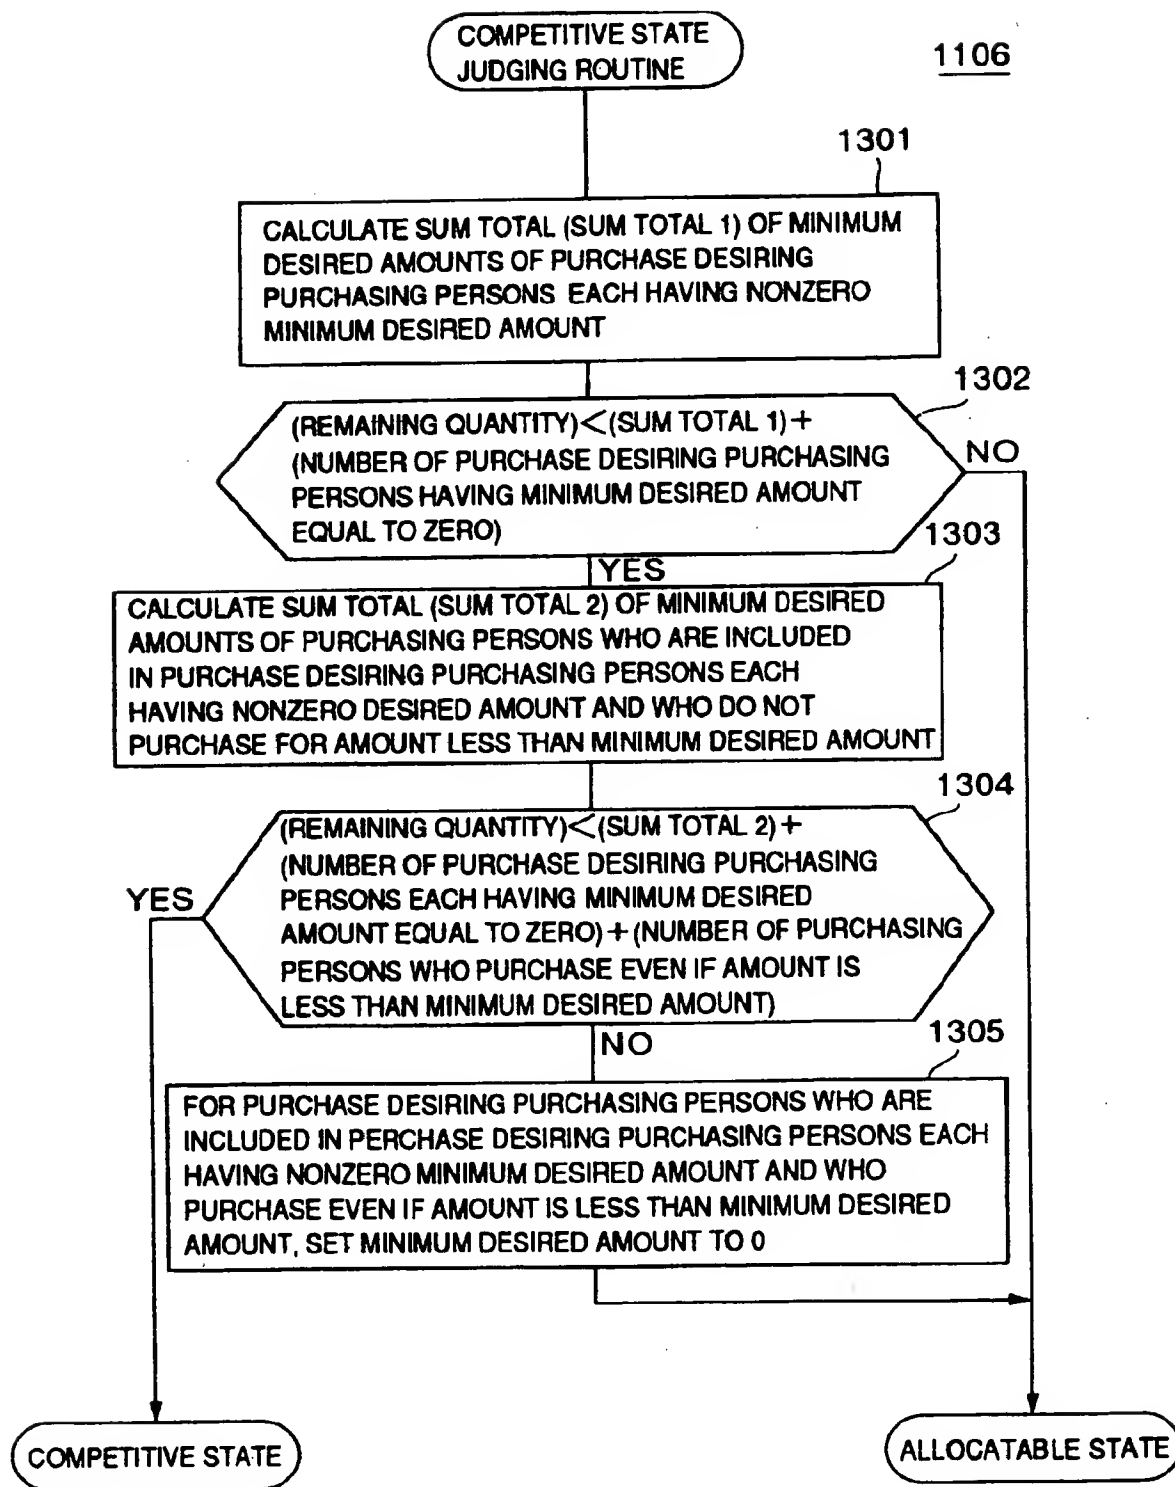 COMPETITIVE STATE
JUDGING ROUTINE
1106
1301
CALCULATE SUM TOTAL (SUM TOTAL 1) OF MINIMUM
DESIRED AMOUNTS OF PURCHASE DESIRING
PURCHASING PERSONS EACH HAVING NONZERO
MINIMUM DESIRED AMOUNT
1302
(REMAINING QUANTITY)<(SUM TOTAL 1)+
(NUMBER OF PURCHASE DESIRING PURCHASING
PERSONS HAVING MINIMUM DESIRED AMOUNT
EQUAL TO ZERO)
NO
YES
1303
CALCULATE SUM TOTAL (SUM TOTAL 2) OF MINIMUM DESIRED
AMOUNTS OF PURCHASING PERSONS WHO ARE INCLUDED
IN PURCHASE DESIRING PURCHASING PERSONS EACH
HAVING NONZERO DESIRED AMOUNT AND WHO DO NOT
PURCHASE FOR AMOUNT LESS THAN MINIMUM DESIRED AMOUNT
1304
(REMAINING QUANTITY)<(SUM TOTAL 2)+
(NUMBER OF PURCHASE DESIRING PURCHASING
PERSONS EACH HAVING MINIMUM DESIRED
AMOUNT EQUAL TO ZERO)+(NUMBER OF PURCHASING
PERSONS WHO PURCHASE EVEN IF AMOUNT IS
LESS THAN MINIMUM DESIRED AMOUNT)
YES
NO
1305
FOR PURCHASE DESIRING PURCHASING PERSONS WHO ARE
INCLUDED IN PERCHASE DESIRING PURCHASING PERSONS EACH
HAVING NONZERO MINIMUM DESIRED AMOUNT AND WHO
PURCHASE EVEN IF AMOUNT IS LESS THAN MINIMUM DESIRED
AMOUNT, SET MINIMUM DESIRED AMOUNT TO 0
COMPETITIVE STATE
ALLOCATABLE STATE